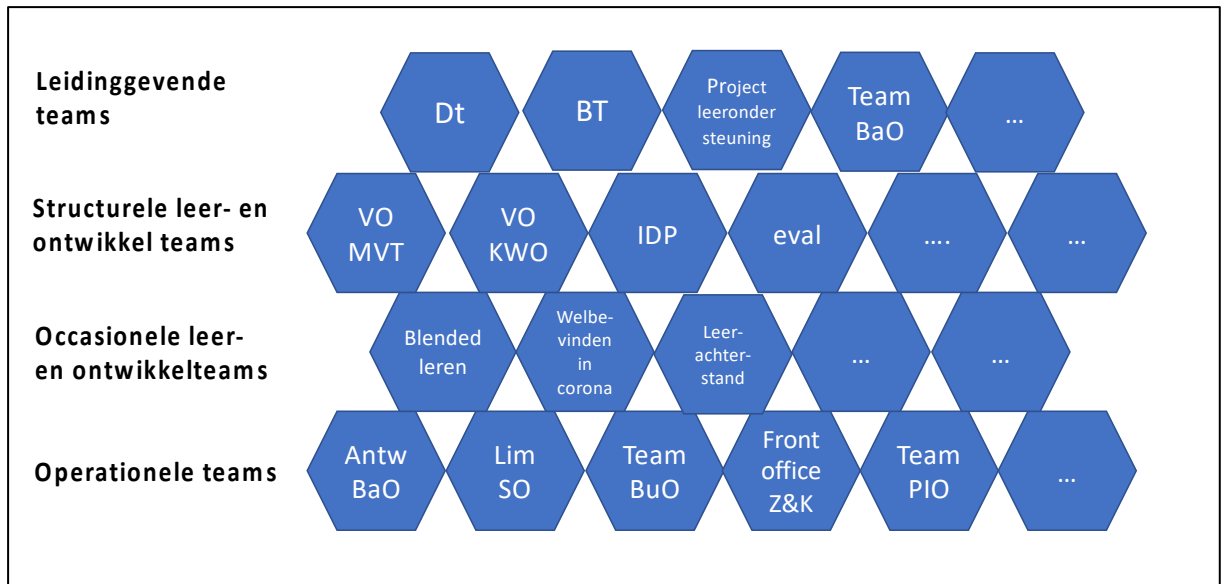 Leidinggevende
teams
Dt
BT
Project
leeronder
steuning
Team
BaO
...
Structurele leer- en
ontwikkel teams
VO
MVT
VO
KWO
IDP
eval
....
...
Occasionele leer-
en ontwikkelteams
Blended
leren
Welbe-
vinden
in
corona
Leer-
achter-
stand
...
...
Operationele teams
Antw
BaO
Lim
SO
Team
BuO
Front
office
Z&K
Team
PIO
...